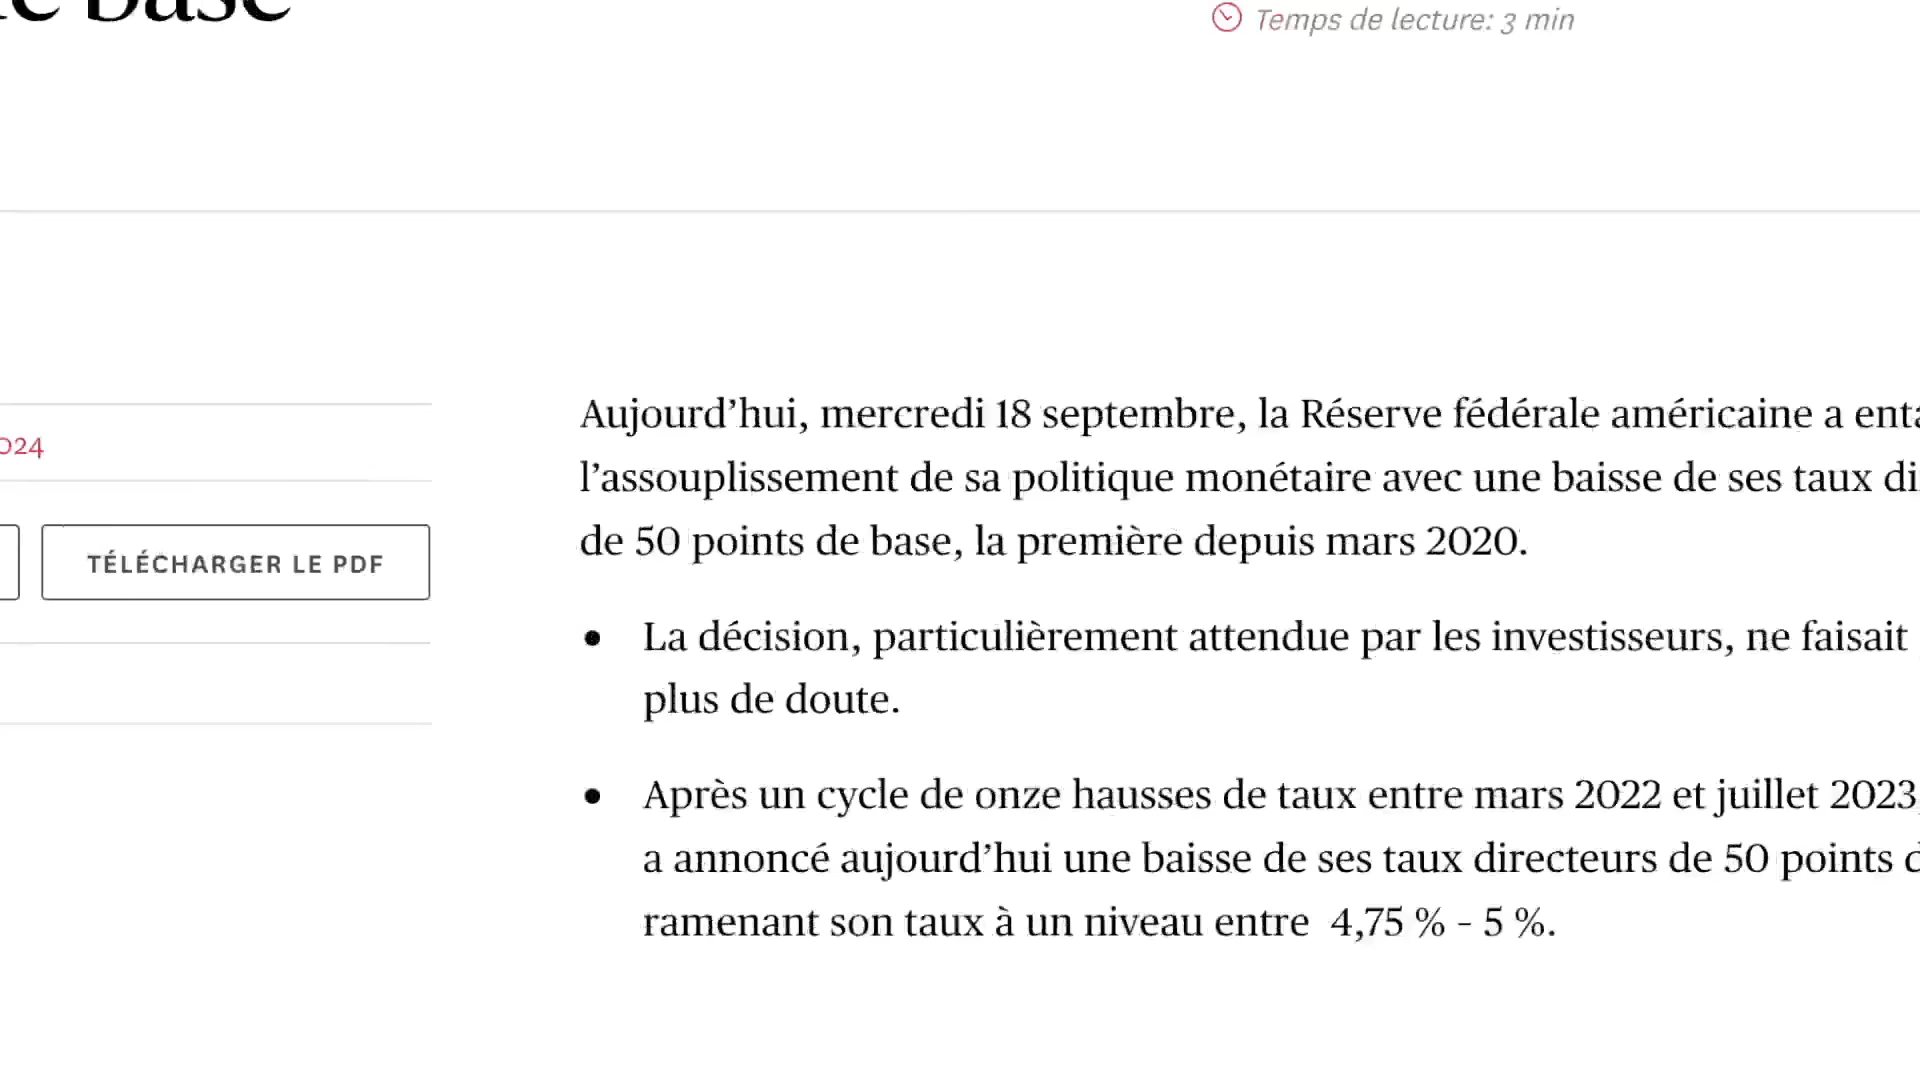 base
Temps de lecture: 3 min
Aujourd’hui, mercredi 18 septembre, la Réserve fédérale américaine a
024
l’assouplissement de sa politique monétaire avec une baisse de ses taux
TÉLÉCHARGER LE PDF
de 50 points de base, la première depuis mars 2020.
• La décision, particulièrement attendue par les investisseurs, ne faisait
plus de doute.
• Après un cycle de onze hausses de taux entre mars 2022 et juillet 2023,
a annoncé aujourd’hui une baisse de ses taux directeurs de 50 points
ramenant son taux à un niveau entre 4,75 % - 5 %.